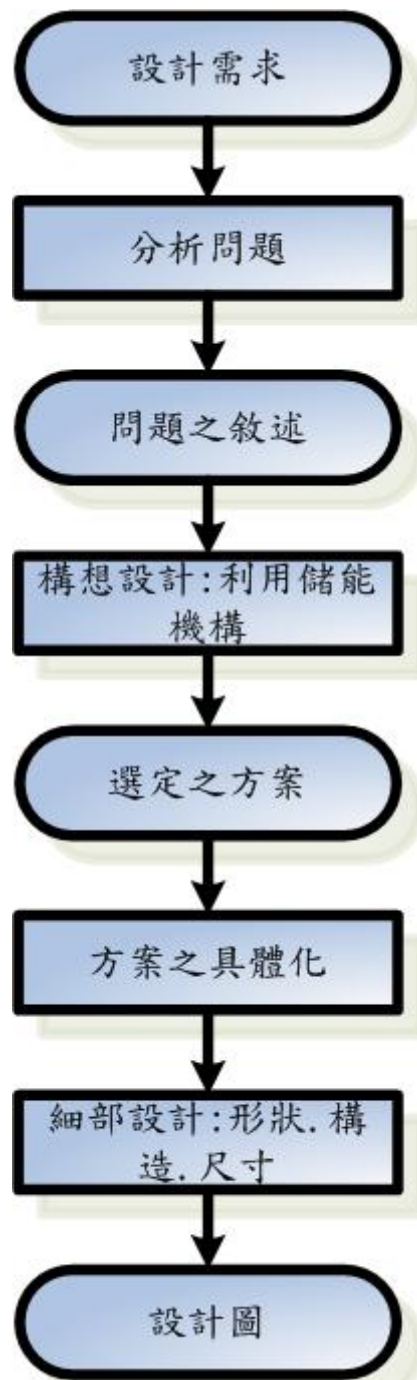 設計需求
分析問題
問題之敘述
構想設計:利用儲能
機構
選定之方案
方案之具體化
細部設計:形狀.構
造.尺寸
設計圖